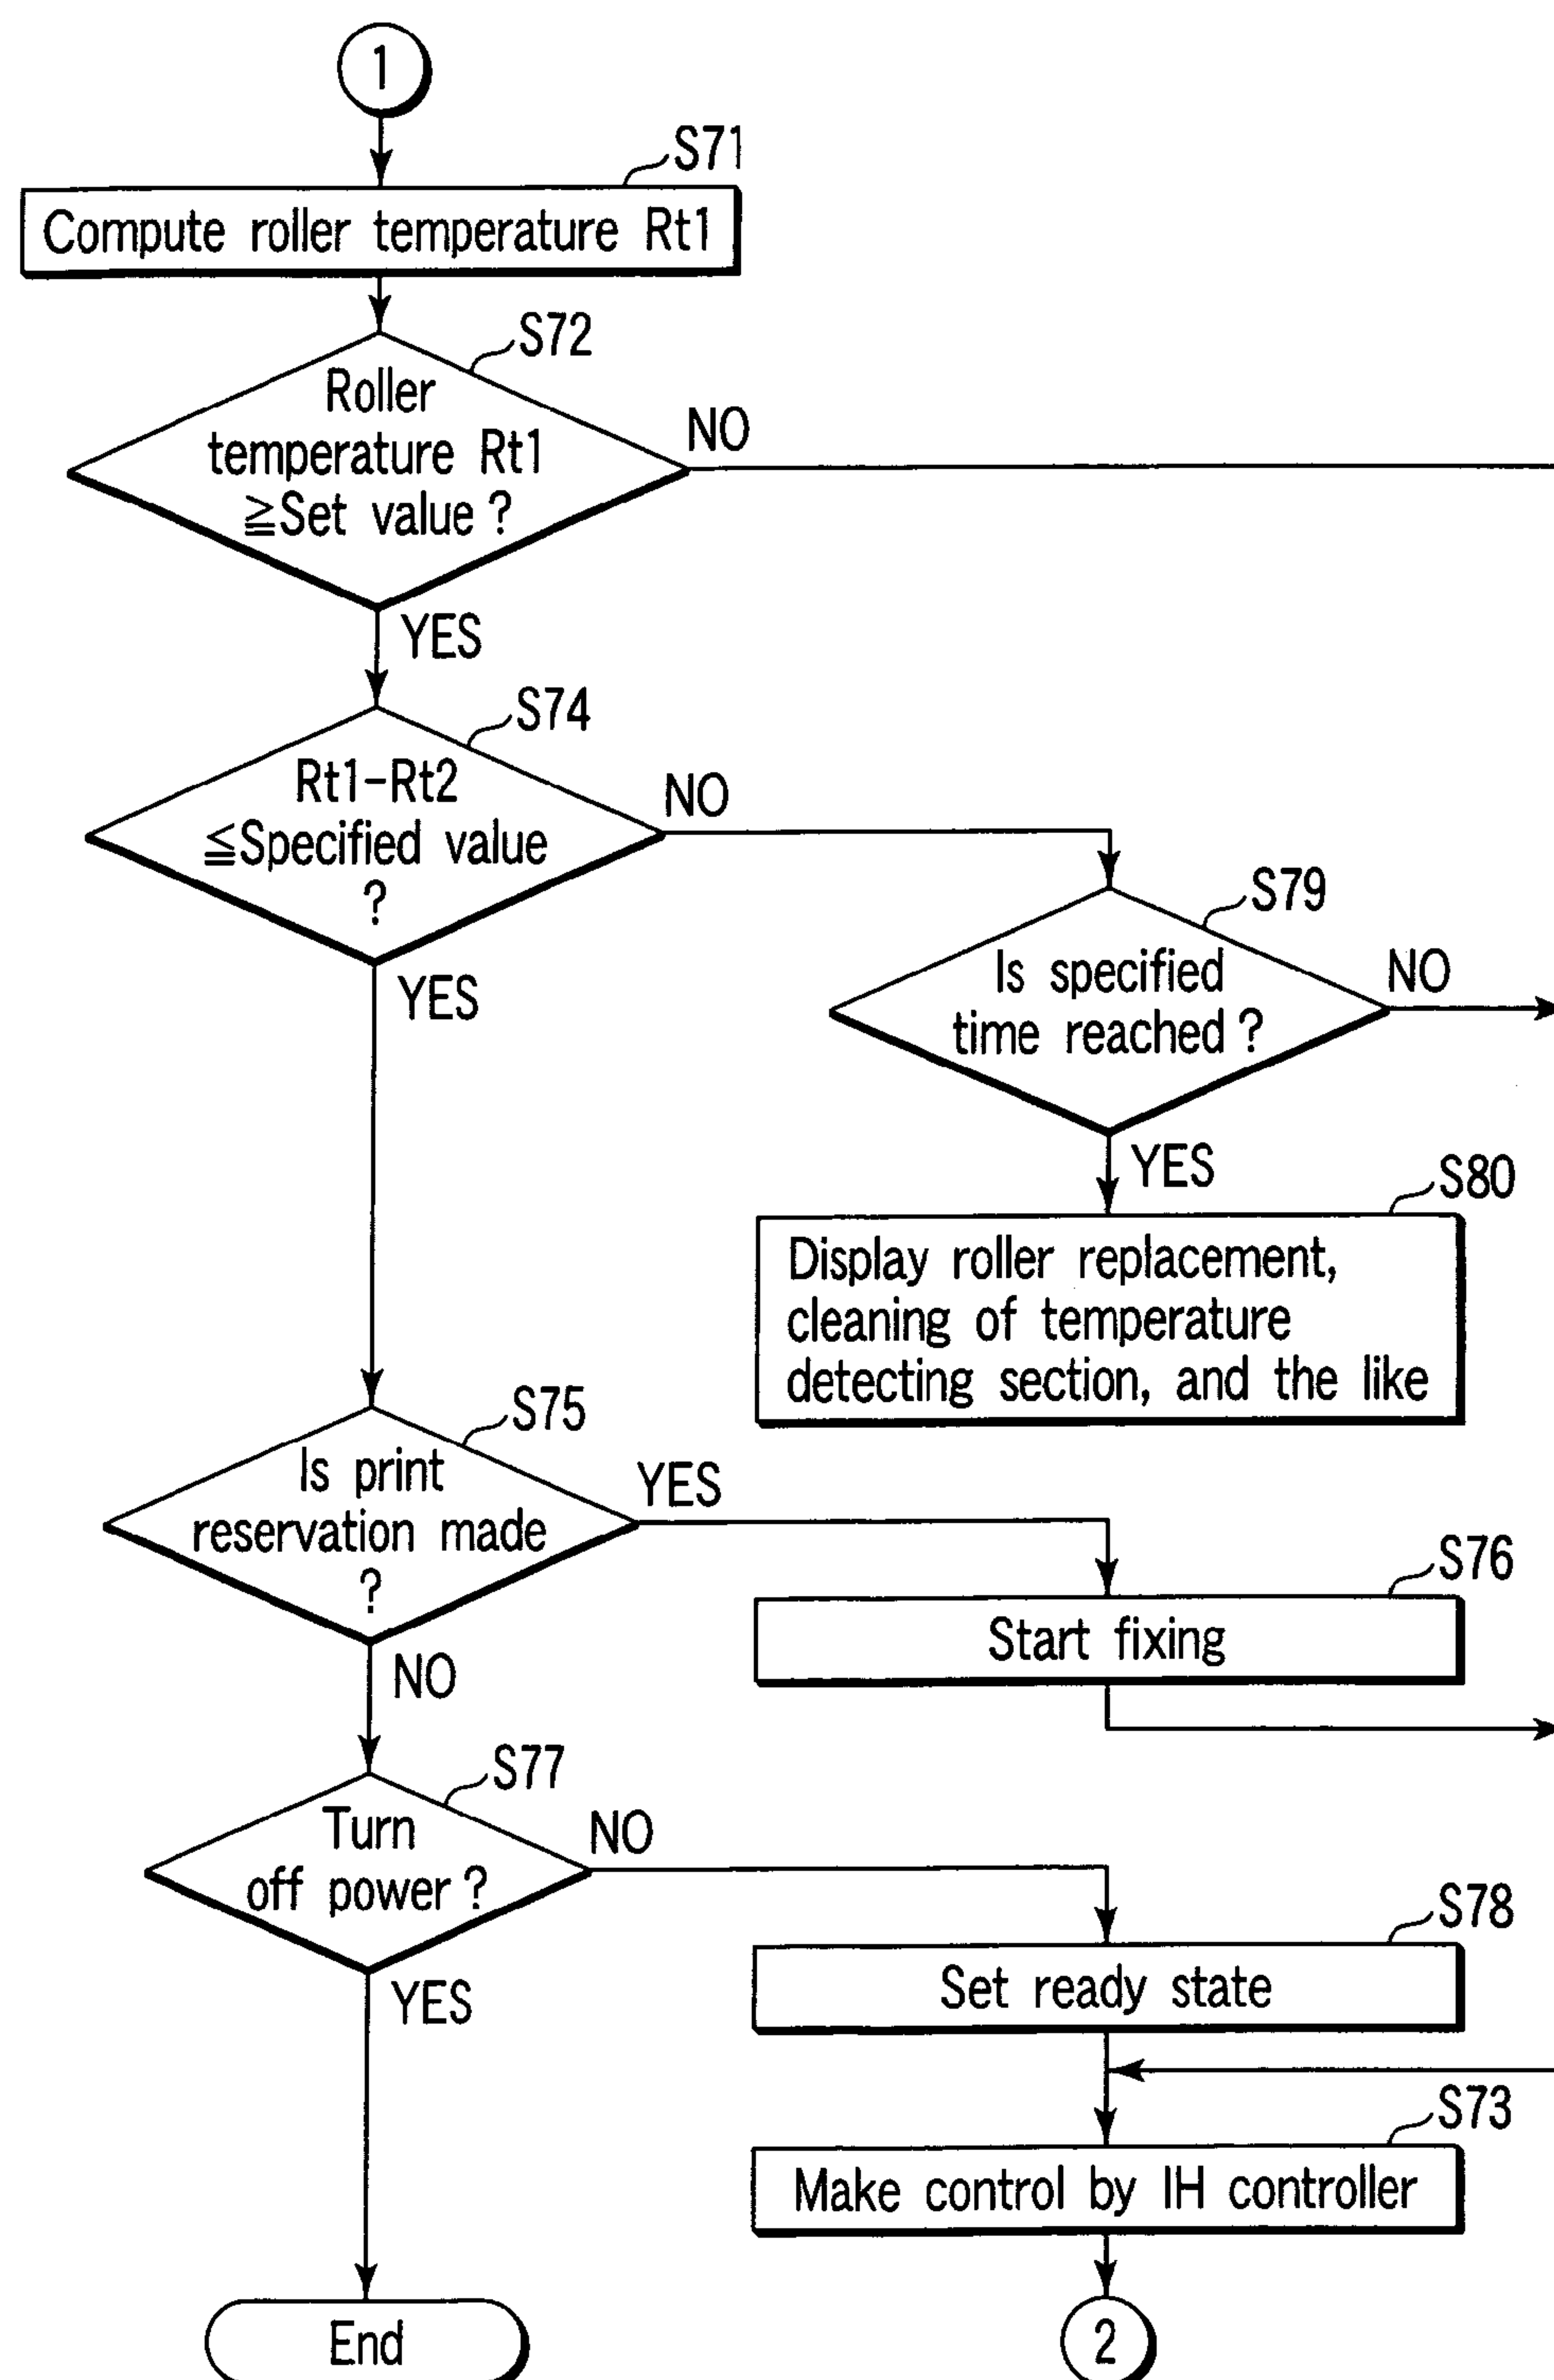 1
S71
Compute roller temperature Rt1
S72
Roller
temperature Rt1
≧Set value ?
NO
YES
S74
Rt1-Rt2
≦Specified value
?
NO
YES
S79
Is specified
time reached ?
NO
YES
S80
Display roller replacement,
cleaning of temperature
detecting section, and the like
S75
Is print
reservation made
?
YES
NO
S76
Start fixing
S77
Turn
off power ?
NO
YES
S78
Set ready state
S73
Make control by IH controller
End
2